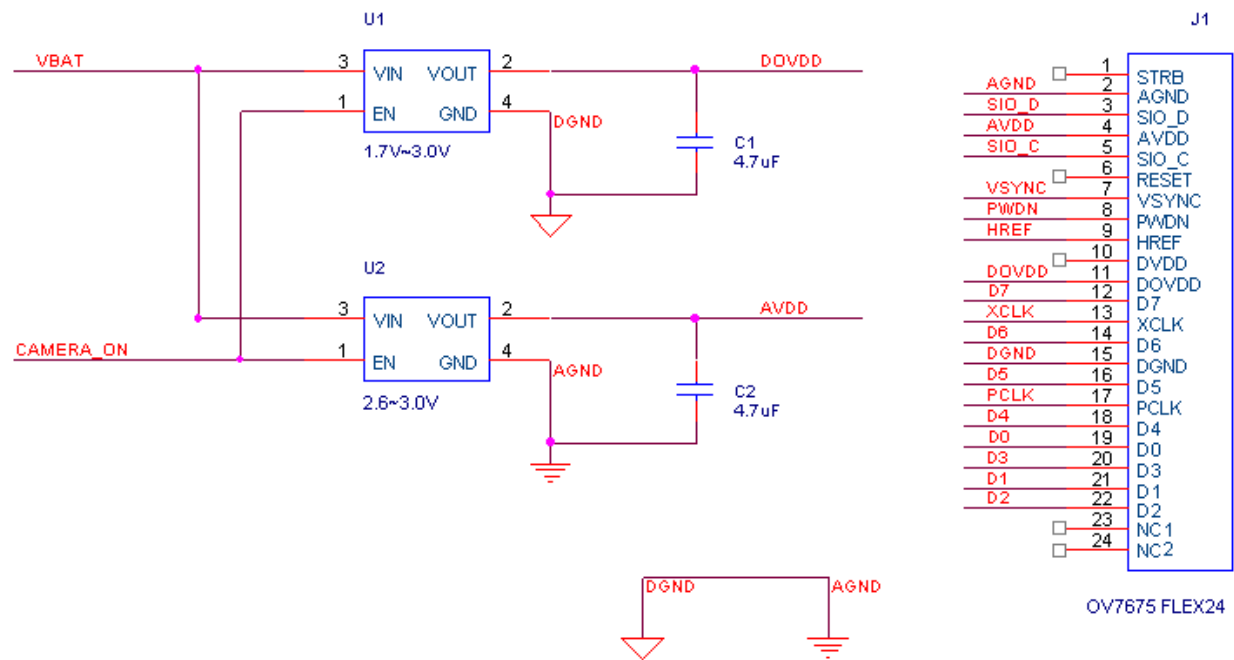 U1
VBAT
3 VIN VOUT 2
DOVDD
1 EN GND 4
DGND
1.7V~3.0V
C1
4.7uF
U2
3 VIN VOUT 2
AVDD
CAMERA_ON
1 EN GND 4
AGND
2.6~3.0V
C2
4.7uF
DGND
AGND
J1
1 STRB
AGND 2 AGND
SIO_D 3 SIO_D
AVDD 4 AVDD
SIO_C 5 SIO_C
6 RESET
VSYNC 7 VSYNC
PWDN 8 PWDN
HREF 9 HREF
10 DVDD
DOVDD 11 DOVDD
D7 12 D7
XCLK 13 XCLK
D6 14 D6
DGND 15 DGND
D5 16 D5
PCLK 17 PCLK
D4 18 D4
D0 19 D0
D3 20 D3
D1 21 D1
D2 22 D2
23 NC1
24 NC2
OV7675 FLEX24